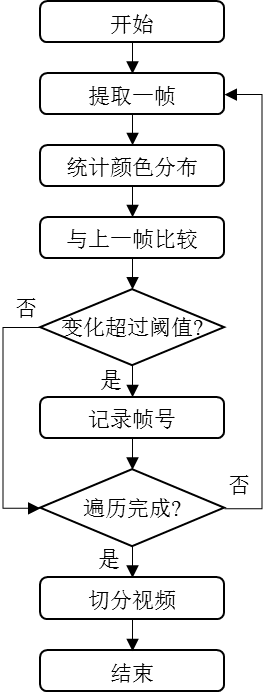 开始
提取一帧
统计颜色分布
与上一帧比较
变化超过阈值?
否
是
记录帧号
遍历完成?
否
是
切分视频
结束